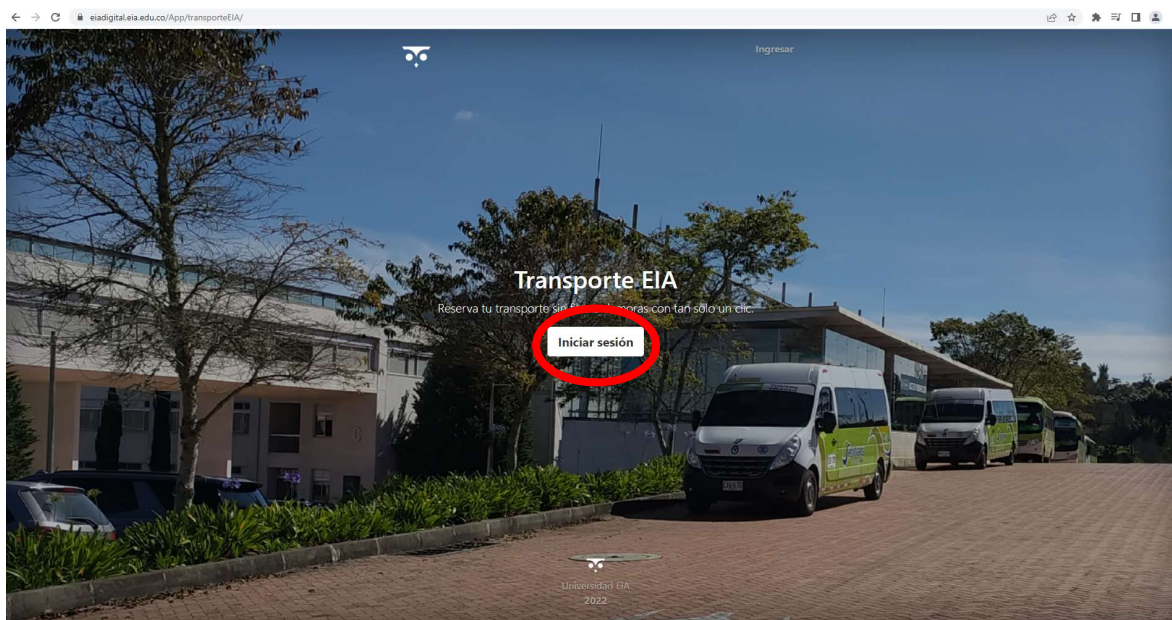 eiadigital.eia.edu.co/App/transporteEIA/
Ingresar
Transporte EIA
Reserva tu transporte sin con tan sólo un clic.
Iniciar sesión
Universidad EIA
2022